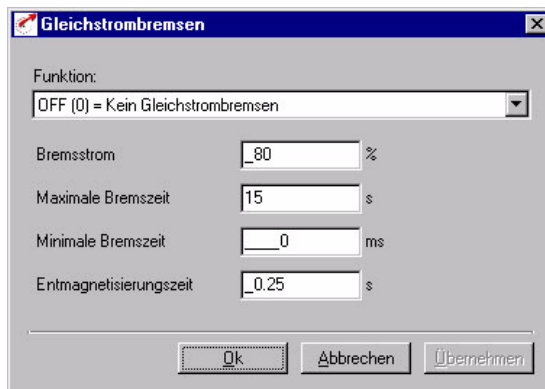 Gleichstrombremsen
Funktion:
OFF (0) = Kein Gleichstrombremsen
Bremsstrom _80 %
Maximale Bremszeit 15 s
Minimale Bremszeit ____0 ms
Entmagnetisierungszeit _0.25 s
Ok Abbrechen Übernehmen